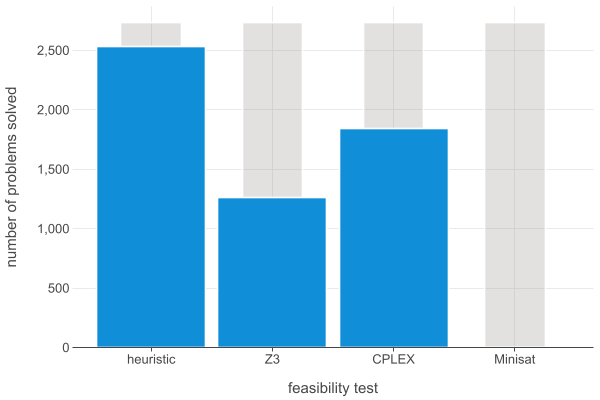 number of problems solved
2,500
2,000
1,500
1,000
500
0
heuristic Z3 CPLEX Minisat
feasibility test